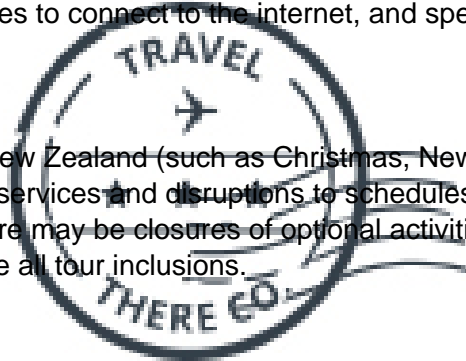 es to connect to the internet, and spe
TRAVEL
ew Zealand (such as Christmas, New
services and disruptions to schedules
re may be closures of optional activiti
e all tour inclusions.
THERE CO.